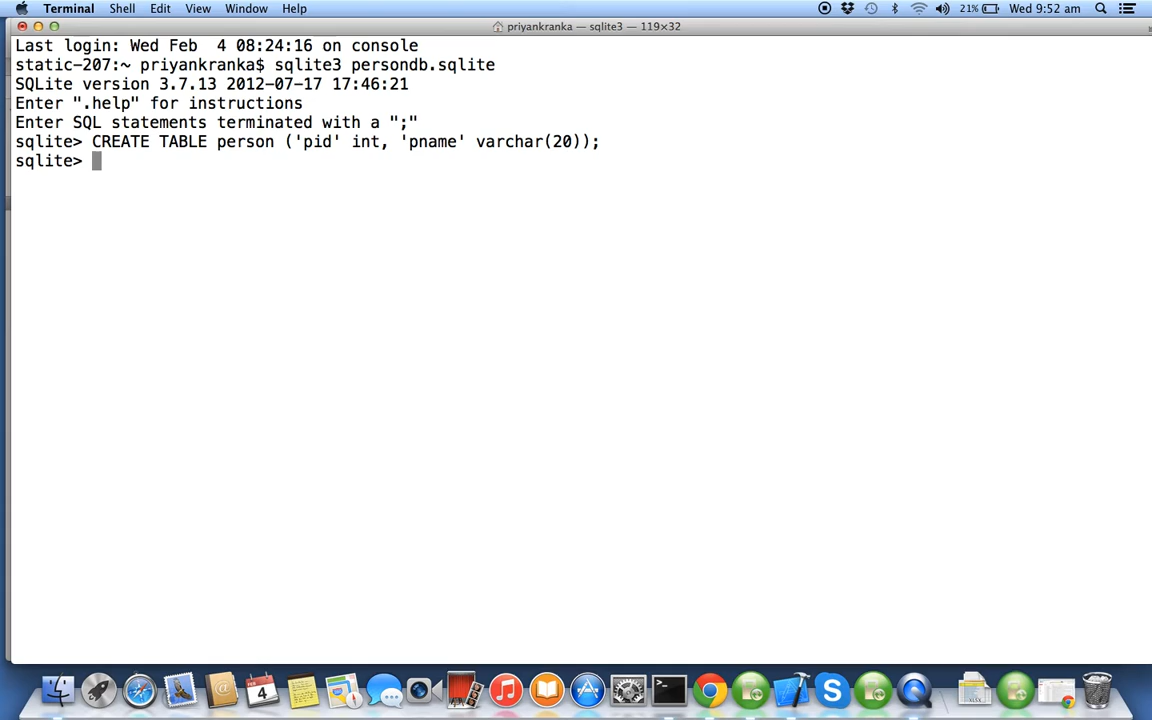 Terminal Shell Edit View Window Help 21% Wed 9:52 am
priyankranka — sqlite3 — 119×32
Last login: Wed Feb  4 08:24:16 on console
static-207:~ priyankranka$ sqlite3 persondb.sqlite
SQLite version 3.7.13 2012-07-17 17:46:21
Enter ".help" for instructions
Enter SQL statements terminated with a ";"
sqlite> CREATE TABLE person ('pid' int, 'pname' varchar(20));
sqlite>
FEB
4
XLSX